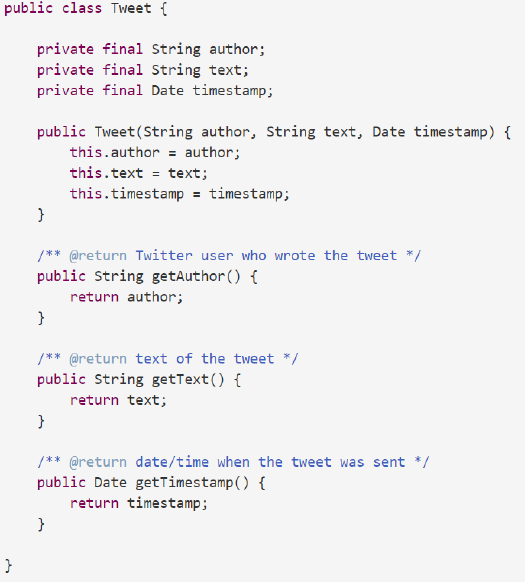 public class Tweet {
private final String author;
private final String text;
private final Date timestamp;
public Tweet(String author, String text, Date timestamp) {
this.author = author;
this.text = text;
this.timestamp = timestamp;
}
/** @return Twitter user who wrote the tweet */
public String getAuthor() {
return author;
}
/** @return text of the tweet */
public String getText() {
return text;
}
/** @return date/time when the tweet was sent */
public Date getTimestamp() {
return timestamp;
}
}